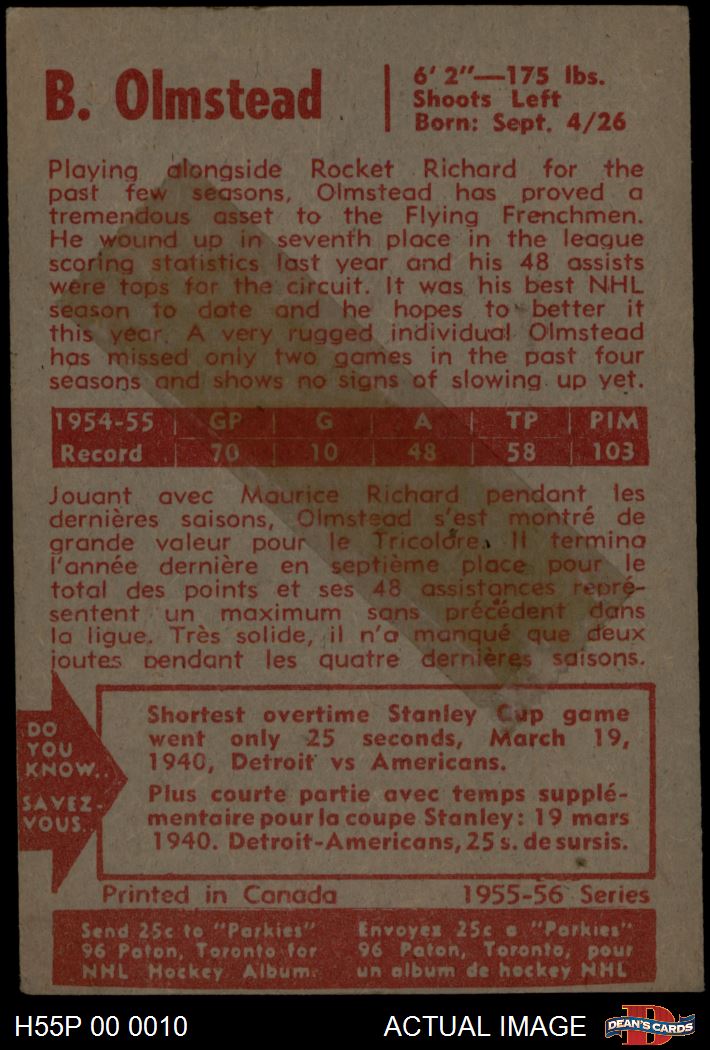 B. Olmstead
6' 2"—175 lbs.
Shoots Left
Born: Sept. 4/26
Playing alongside Rocket Richard for the
past few seasons, Olmstead has proved a
tremendous asset to the Flying Frenchmen.
He wound up in seventh place in the league
scoring statistics last year and his 48 assists
were tops for the circuit. It was his best NHL
season to date and he hopes to better it
this year. A very rugged individual Olmstead
has missed only two games in the past four
seasons and shows no signs of slowing up yet.
1954-55 | GP | G | A | TP | PIM
Record | 70 | 10 | 48 | 58 | 103
Jouant avec Maurice Richard pendant les
dernières saisons, Olmstead s'est montré de
grande valeur pour le Tricolore. Il termina
l'année dernière en septième place pour le
total des points et ses 48 assistances repré-
sentent un maximum sans précédent dans
la ligue. Très solide, il n'a manqué que deux
joutes pendant les quatre dernières saisons.
DO
YOU
KNOW..
SAVEZ-
VOUS..
Shortest overtime Stanley Cup game
went only 25 seconds, March 19,
1940, Detroit vs Americans.
Plus courte partie avec temps supplé-
mentaire pour la coupe Stanley: 19 mars
1940. Detroit-Americans, 25 s. de sursis.
Printed in Canada
1955-56 Series
Send 25c to "Parkies"
96 Paton, Toronto for
NHL Hockey Album.
Envoyez 25c a "Parkies"
96 Paton, Toronto, pour
un album de hockey NHL
H55P 00 0010
ACTUAL IMAGE
DEAN'S CARDS